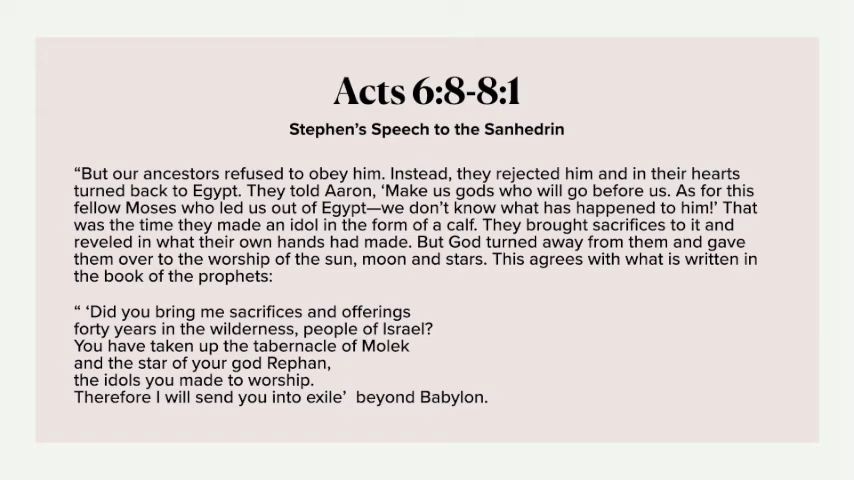 Acts 6:8-8:1
Stephen’s Speech to the Sanhedrin
“But our ancestors refused to obey him. Instead, they rejected him and in their hearts
turned back to Egypt. They told Aaron, ‘Make us gods who will go before us. As for this
fellow Moses who led us out of Egypt—we don’t know what has happened to him!’ That
was the time they made an idol in the form of a calf. They brought sacrifices to it and
reveled in what their own hands had made. But God turned away from them and gave
them over to the worship of the sun, moon and stars. This agrees with what is written in
the book of the prophets:
“ ‘Did you bring me sacrifices and offerings
forty years in the wilderness, people of Israel?
You have taken up the tabernacle of Molek
and the star of your god Rephan,
the idols you made to worship.
Therefore I will send you into exile’  beyond Babylon.